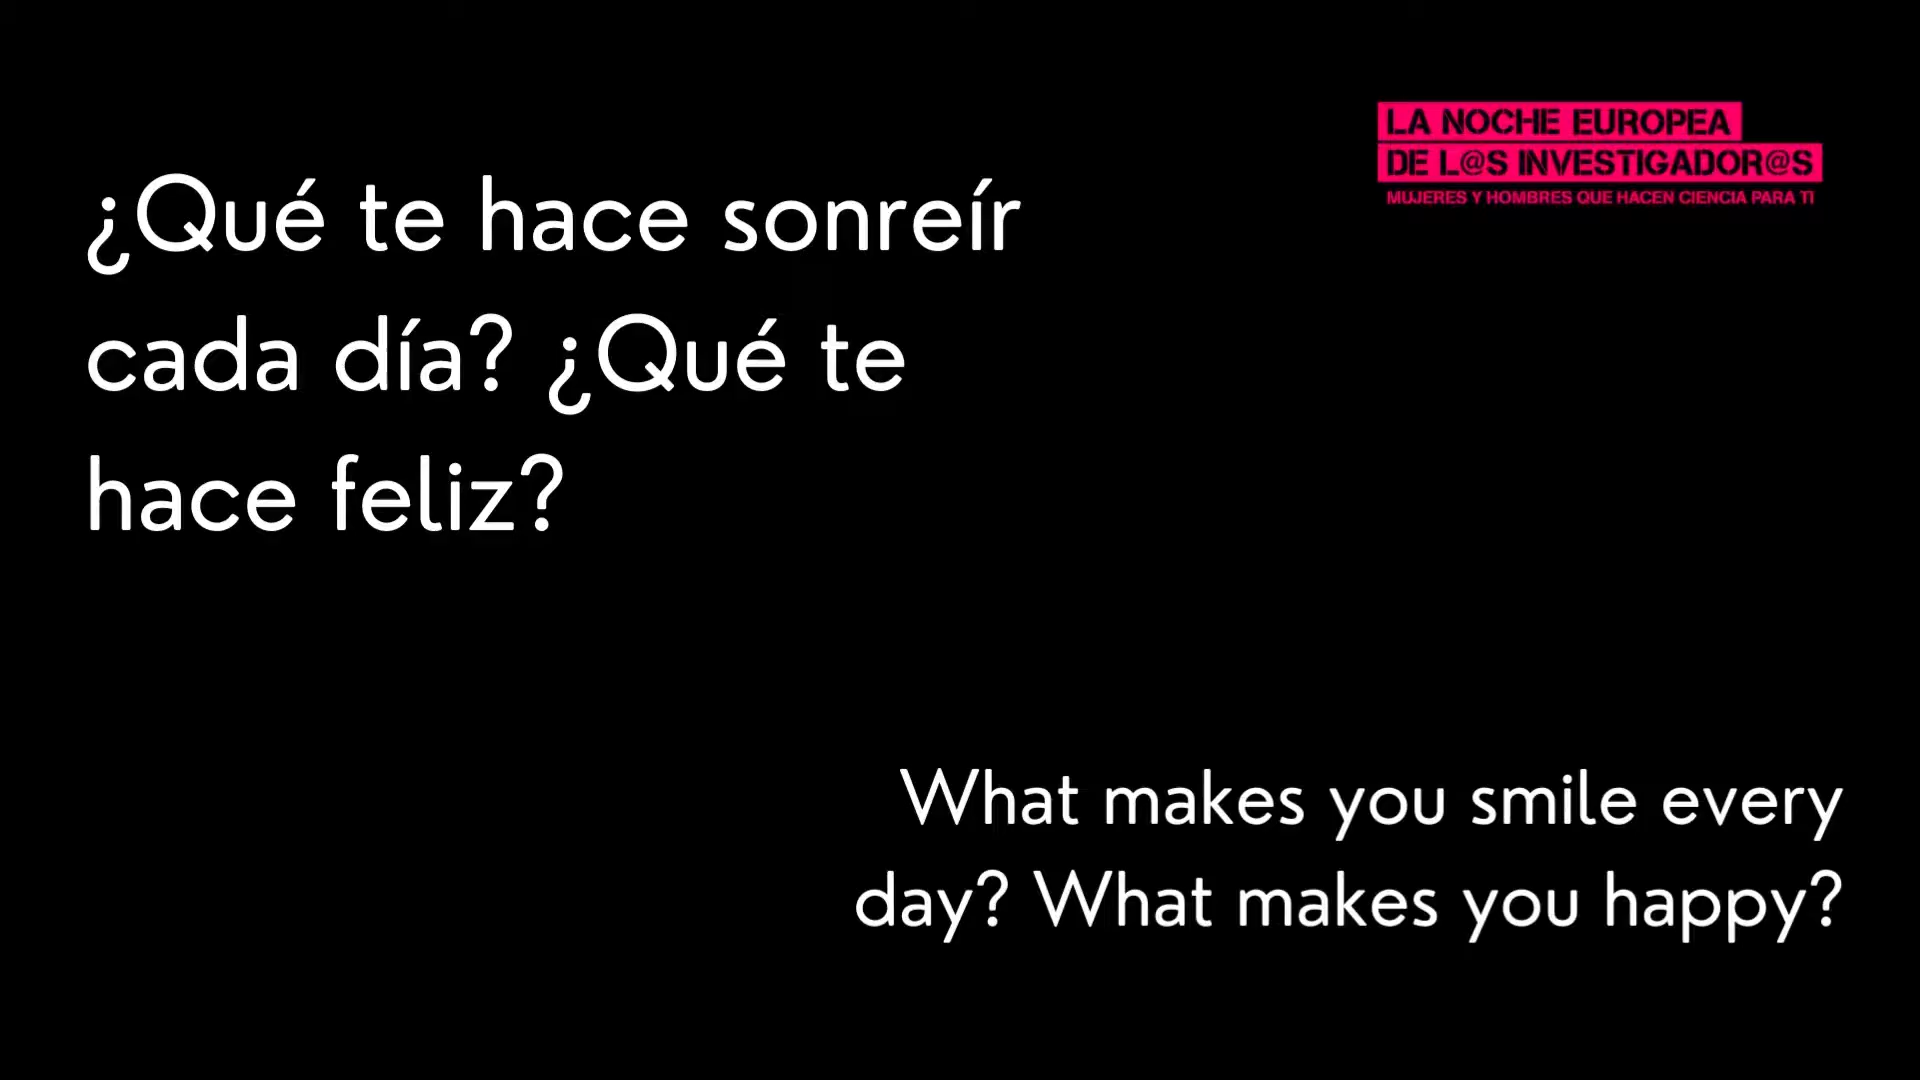 LA NOCHE EUROPEA
DE L@S INVESTIGADOR@S
MUJERES Y HOMBRES QUE HACEN CIENCIA PARA TI
¿Qué te hace sonreír
cada día? ¿Qué te
hace feliz?
What makes you smile every
day? What makes you happy?